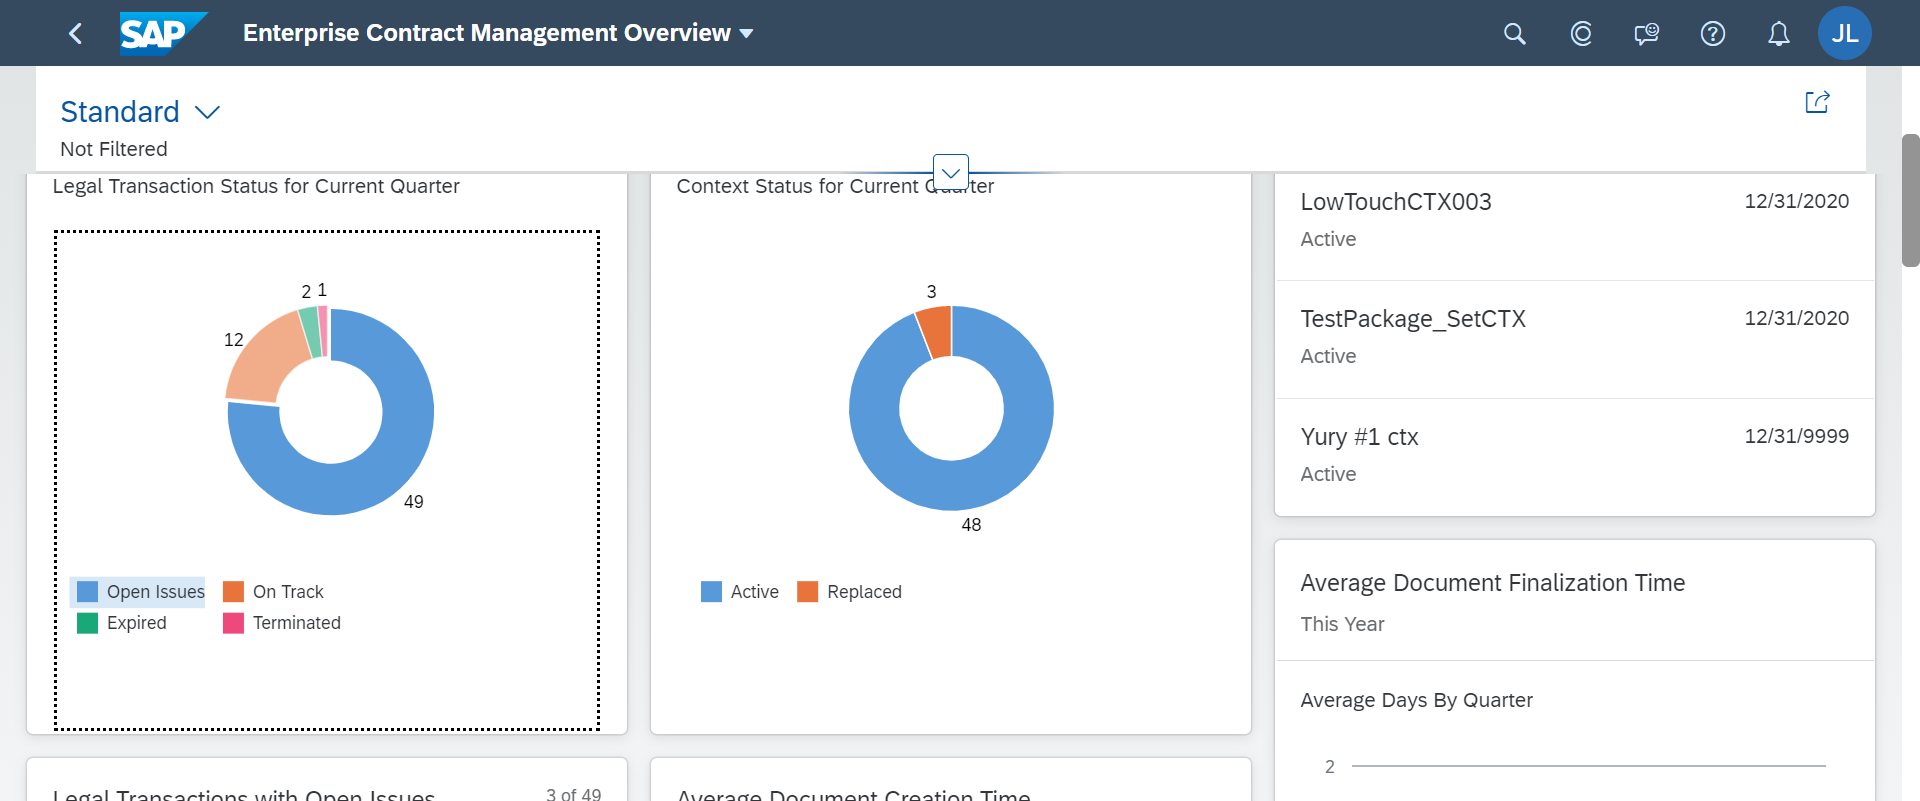 SAP
Enterprise Contract Management Overview
JL
Standard
Not Filtered
Legal Transaction Status for Current Quarter
2 1
12
49
Open Issues
On Track
Expired
Terminated
Context Status for Current Quarter
3
48
Active
Replaced
LowTouchCTX003
12/31/2020
Active
TestPackage_SetCTX
12/31/2020
Active
Yury #1 ctx
12/31/9999
Active
Average Document Finalization Time
This Year
Average Days By Quarter
2
Legal Transactions with Open Issues
3 of 49
Average Document Creation Time